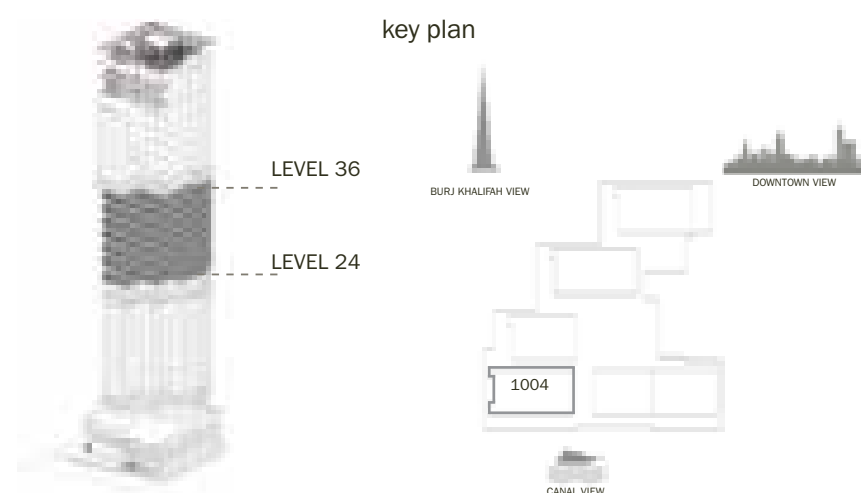 key plan
LEVEL 36
LEVEL 24
BURJ KHALIFAH VIEW
DOWNTOWN VIEW
1004
CANAL VIEW